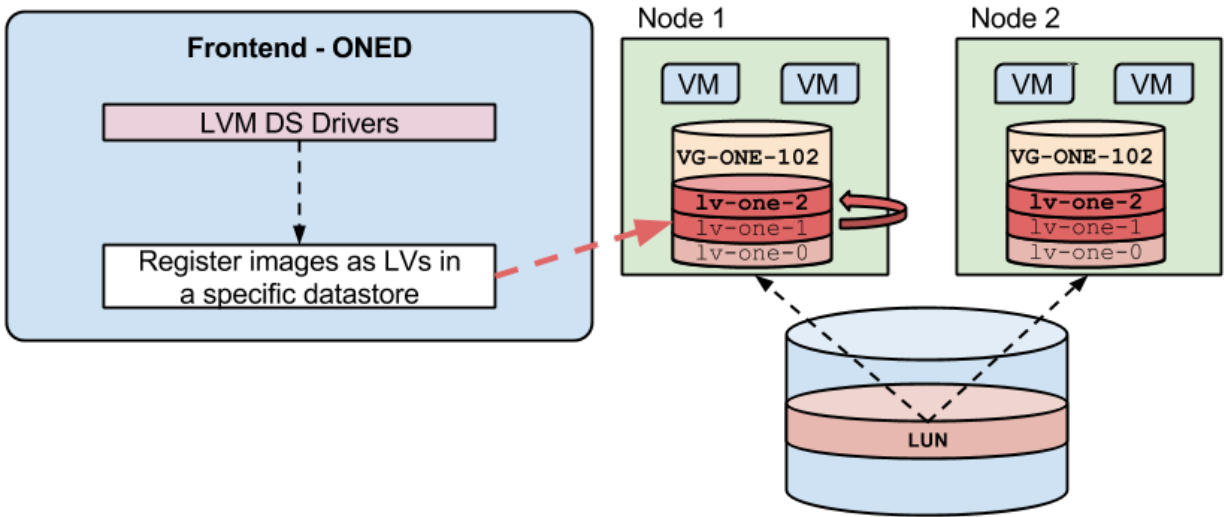 Frontend - ONED
LVM DS Drivers
Register images as LVs in
a specific datastore
Node 1
VM
VM
VG-ONE-102
lv-one-2
lv-one-1
lv-one-0
Node 2
VM
VM
VG-ONE-102
lv-one-2
lv-one-1
lv-one-0
LUN